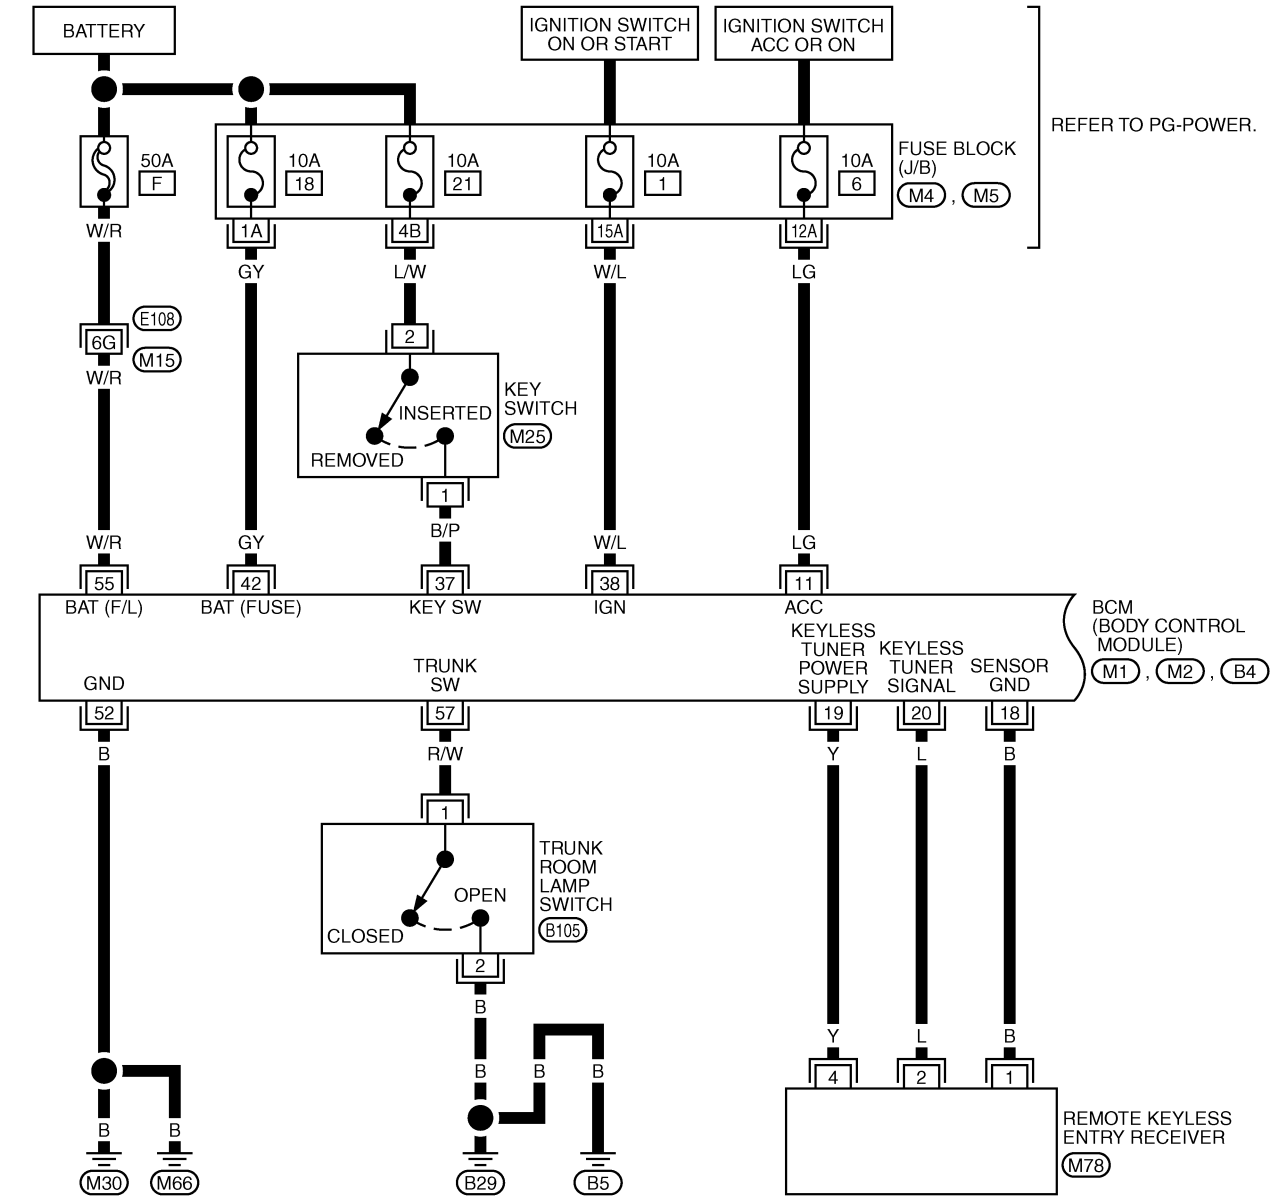 BATTERY
IGNITION SWITCH
ON OR START
IGNITION SWITCH
ACC OR ON
REFER TO PG-POWER.
50A
F
10A
18
10A
21
10A
1
10A
6
FUSE BLOCK
(J/B)
M4 , M5
W/R
1A
4B
15A
12A
GY
L/W
W/L
LG
E108
6G
M15
W/R
2
KEY
SWITCH
M25
INSERTED
REMOVED
1
B/P
W/R
GY
W/L
LG
55
42
37
38
11
BAT (F/L)
BAT (FUSE)
KEY SW
IGN
ACC
BCM
(BODY CONTROL
MODULE)
M1 , M2 , B4
GND
TRUNK
SW
KEYLESS
TUNER
POWER
SUPPLY
KEYLESS
TUNER
SIGNAL
SENSOR
GND
52
57
19
20
18
B
R/W
Y
L
B
1
TRUNK
ROOM
LAMP
SWITCH
B105
OPEN
CLOSED
2
B
Y
L
B
B
B
B
4
2
1
REMOTE KEYLESS
ENTRY RECEIVER
M78
B
B
M30
M66
B29
B5